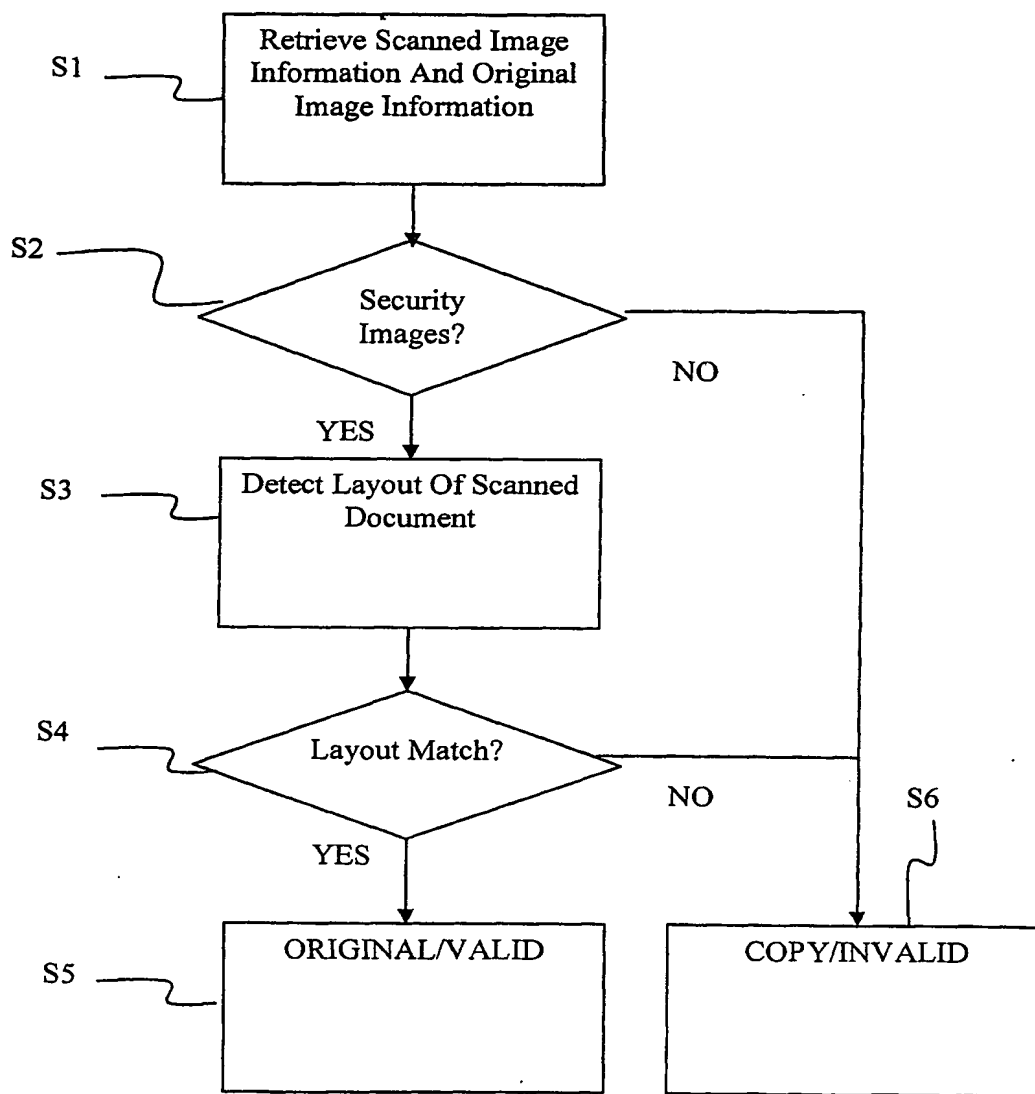 S1
Retrieve Scanned Image
Information And Original
Image Information
S2
Security
Images?
NO
YES
S3
Detect Layout Of Scanned
Document
S4
Layout Match?
NO
S6
YES
S5
ORIGINAL/VALID
COPY/INVALID